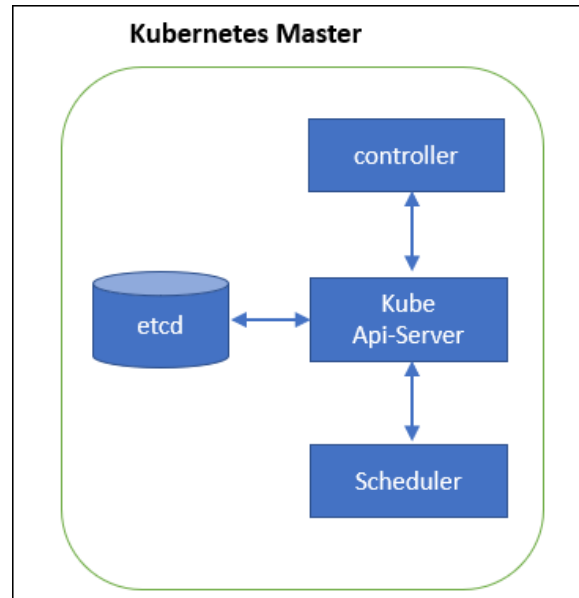 Kubernetes Master
controller
etcd
Kube
Api-Server
Scheduler